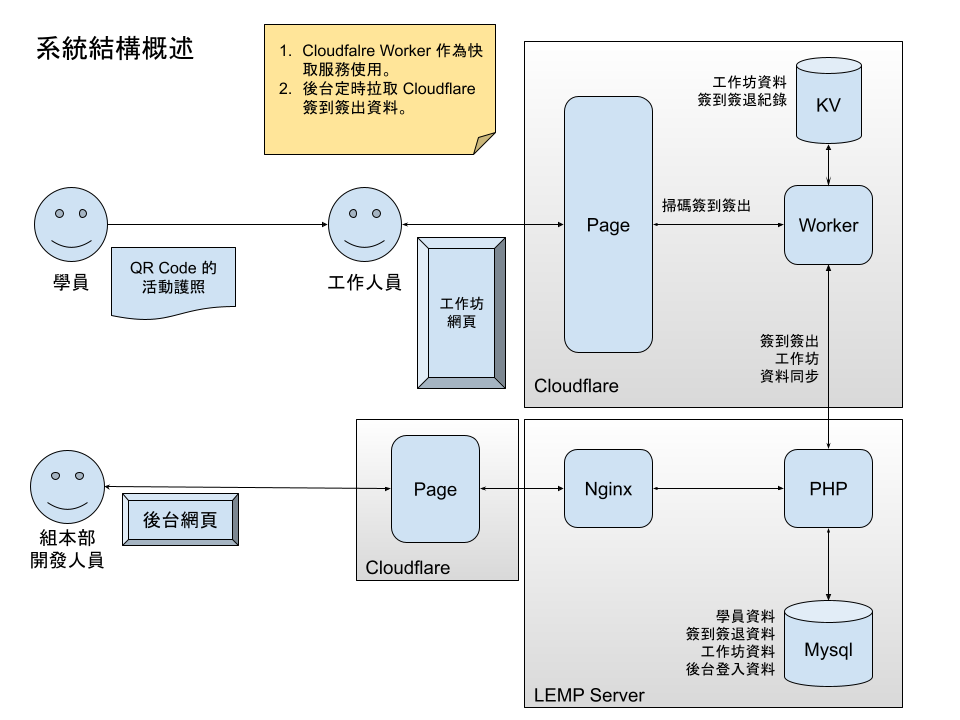 系統結構概述
1. Cloudfalre Worker 作為快
取服務使用。
2. 後台定時拉取 Cloudflare
簽到簽出資料。
工作坊資料
簽到簽退紀錄
KV
Page
掃碼簽到簽出
Worker
學員
QR Code 的
活動護照
工作人員
工作坊
網頁
簽到簽出
工作坊
資料同步
Cloudflare
組本部
開發人員
後台網頁
Page
Cloudflare
Nginx
PHP
學員資料
簽到簽退資料
工作坊資料
後台登入資料
Mysql
LEMP Server